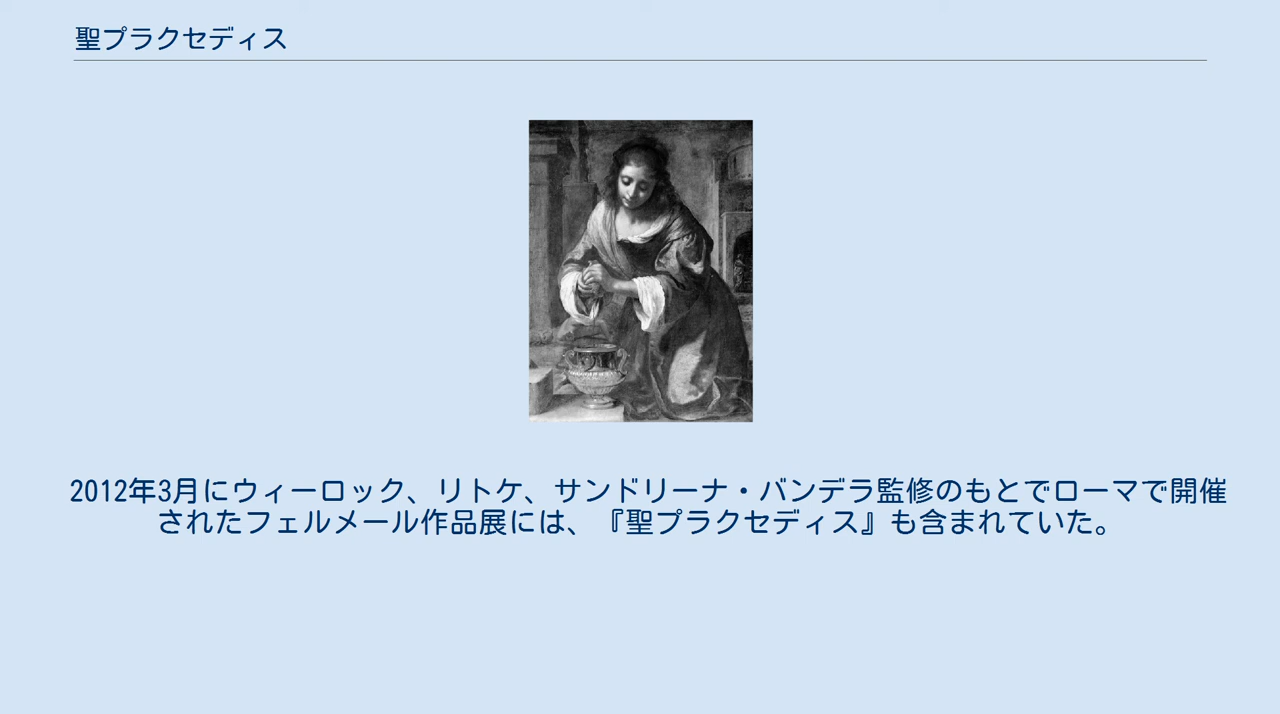 聖プラクセディス
2012年3月にウィーロック、リトケ、サンドリーナ・バンデラ監修のもとでローマで開催
されたフェルメール作品展には、『聖プラクセディス』も含まれていた。